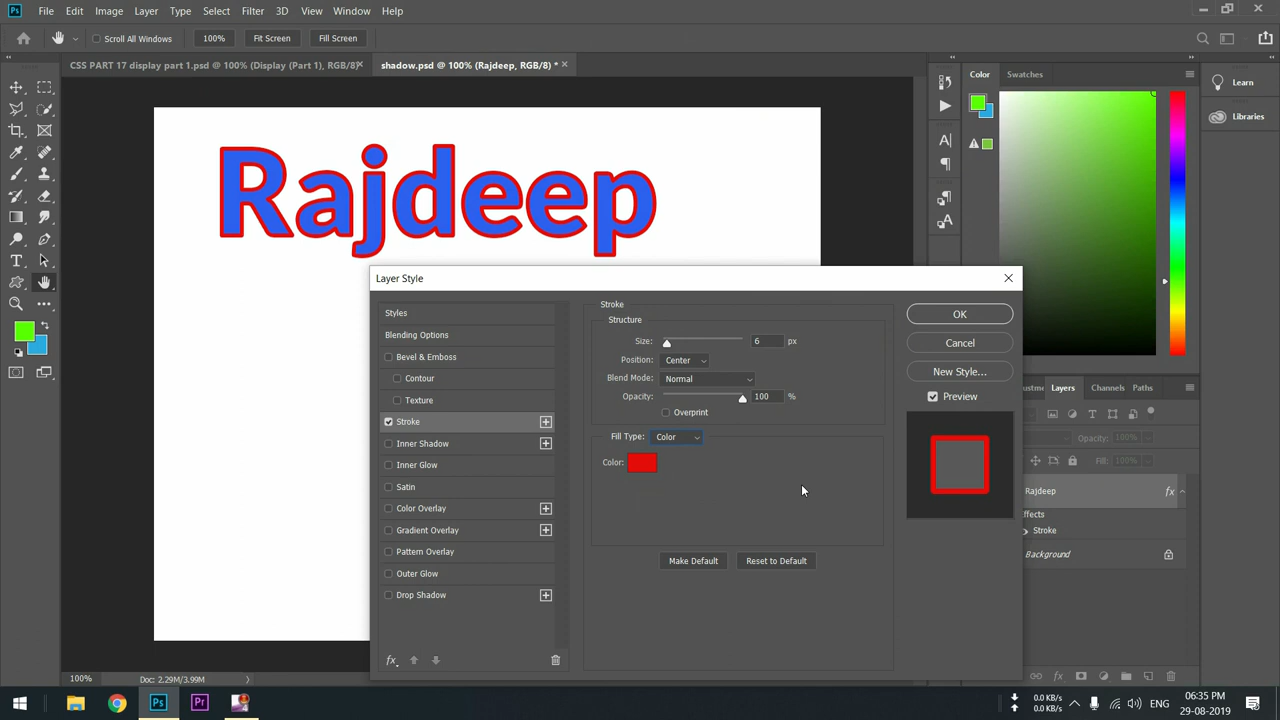 Ps File Edit Image Layer Type Select Filter 3D View Window Help
Scroll All Windows 100% Fit Screen Fill Screen
CSS PART 17 display part 1.psd @ 100% (Display (Part 1), RGB/8) shadow.psd @ 100% (Rajdeep, RGB/8) *
Color Swatches
Learn
Libraries
Rajdeep
Layer Style
Styles
Blending Options
Bevel & Emboss
Contour
Texture
Stroke
Inner Shadow
Inner Glow
Satin
Color Overlay
Gradient Overlay
Pattern Overlay
Outer Glow
Drop Shadow
fx
Stroke
Structure
Size: 6 px
Position: Center
Blend Mode: Normal
Opacity: 100 %
Overprint
Fill Type: Color
Color:
Make Default Reset to Default
OK
Cancel
New Style...
Preview
Layers Channels Paths
Opacity: 100%
Fill: 100%
Rajdeep fx
Stroke
Background
100% Doc: 2.29M/3.99M
Ps Pr
0.0 KB/s
0.0 KB/s
ENG
06:35 PM
29-08-2019